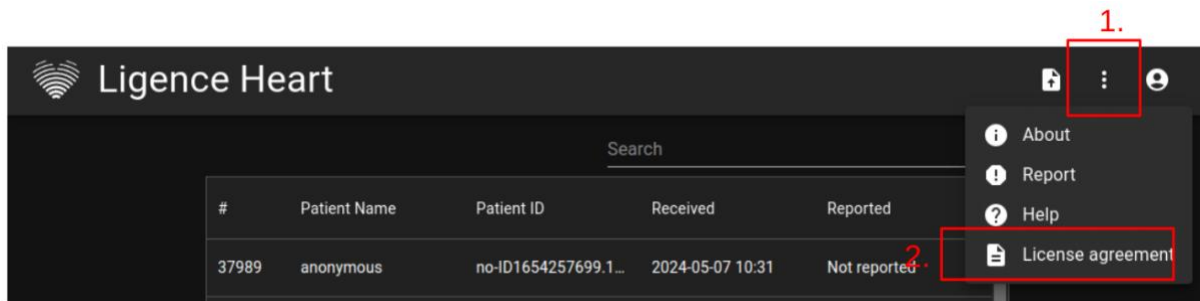 1.
Ligence Heart
About
Search
Report
# Patient Name Patient ID Received Reported
Help
2. License agreement
37989 anonymous no-ID1654257699.1... 2024-05-07 10:31 Not reported